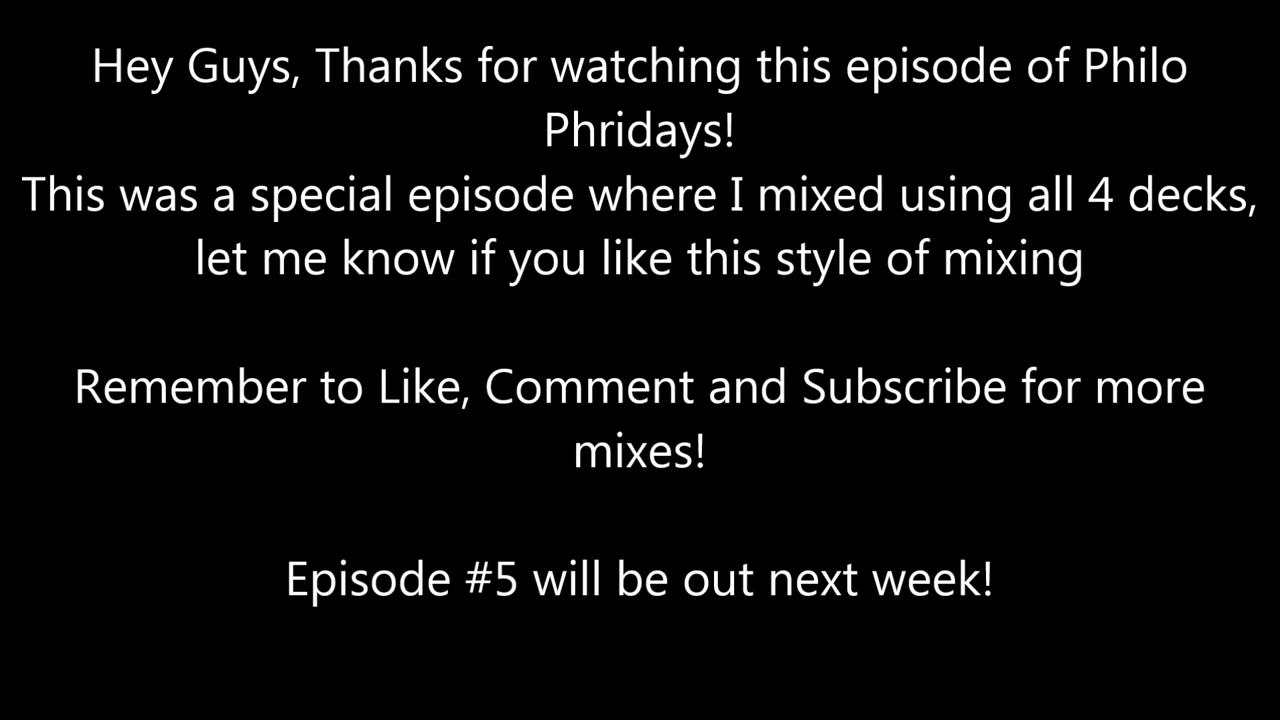 Hey Guys, Thanks for watching this episode of Philo
Phridays!
This was a special episode where I mixed using all 4 decks,
let me know if you like this style of mixing
Remember to Like, Comment and Subscribe for more
mixes!
Episode #5 will be out next week!